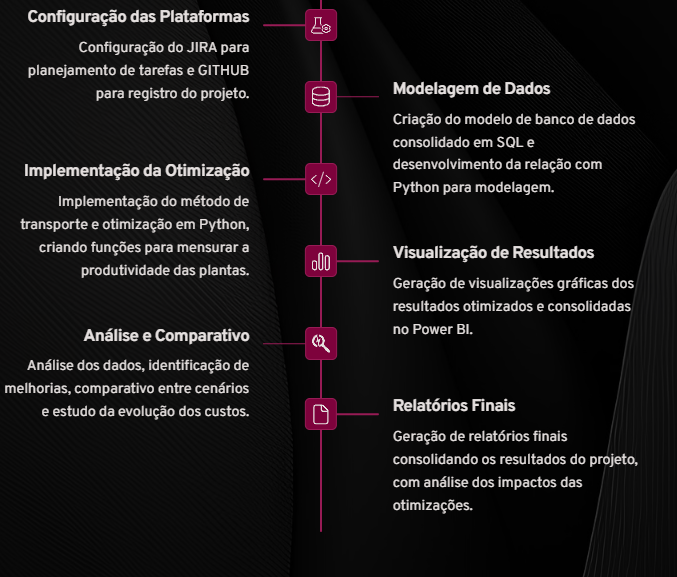 Configuração das Plataformas
Configuração do JIRA para
planejamento de tarefas e GITHUB
para registro do projeto.
Modelagem de Dados
Criação do modelo de banco de dados
consolidado em SQL e
desenvolvimento da relação com
Python para modelagem.
Implementação da Otimização
Implementação do método de
transporte e otimização em Python,
criando funções para mensurar a
produtividade das plantas.
Visualização de Resultados
Geração de visualizações gráficas dos
resultados otimizados e consolidadas
no Power BI.
Análise e Comparativo
Análise dos dados, identificação de
melhorias, comparativo entre cenários
e estudo da evolução dos custos.
Relatórios Finais
Geração de relatórios finais
consolidando os resultados do projeto,
com análise dos impactos das
otimizações.